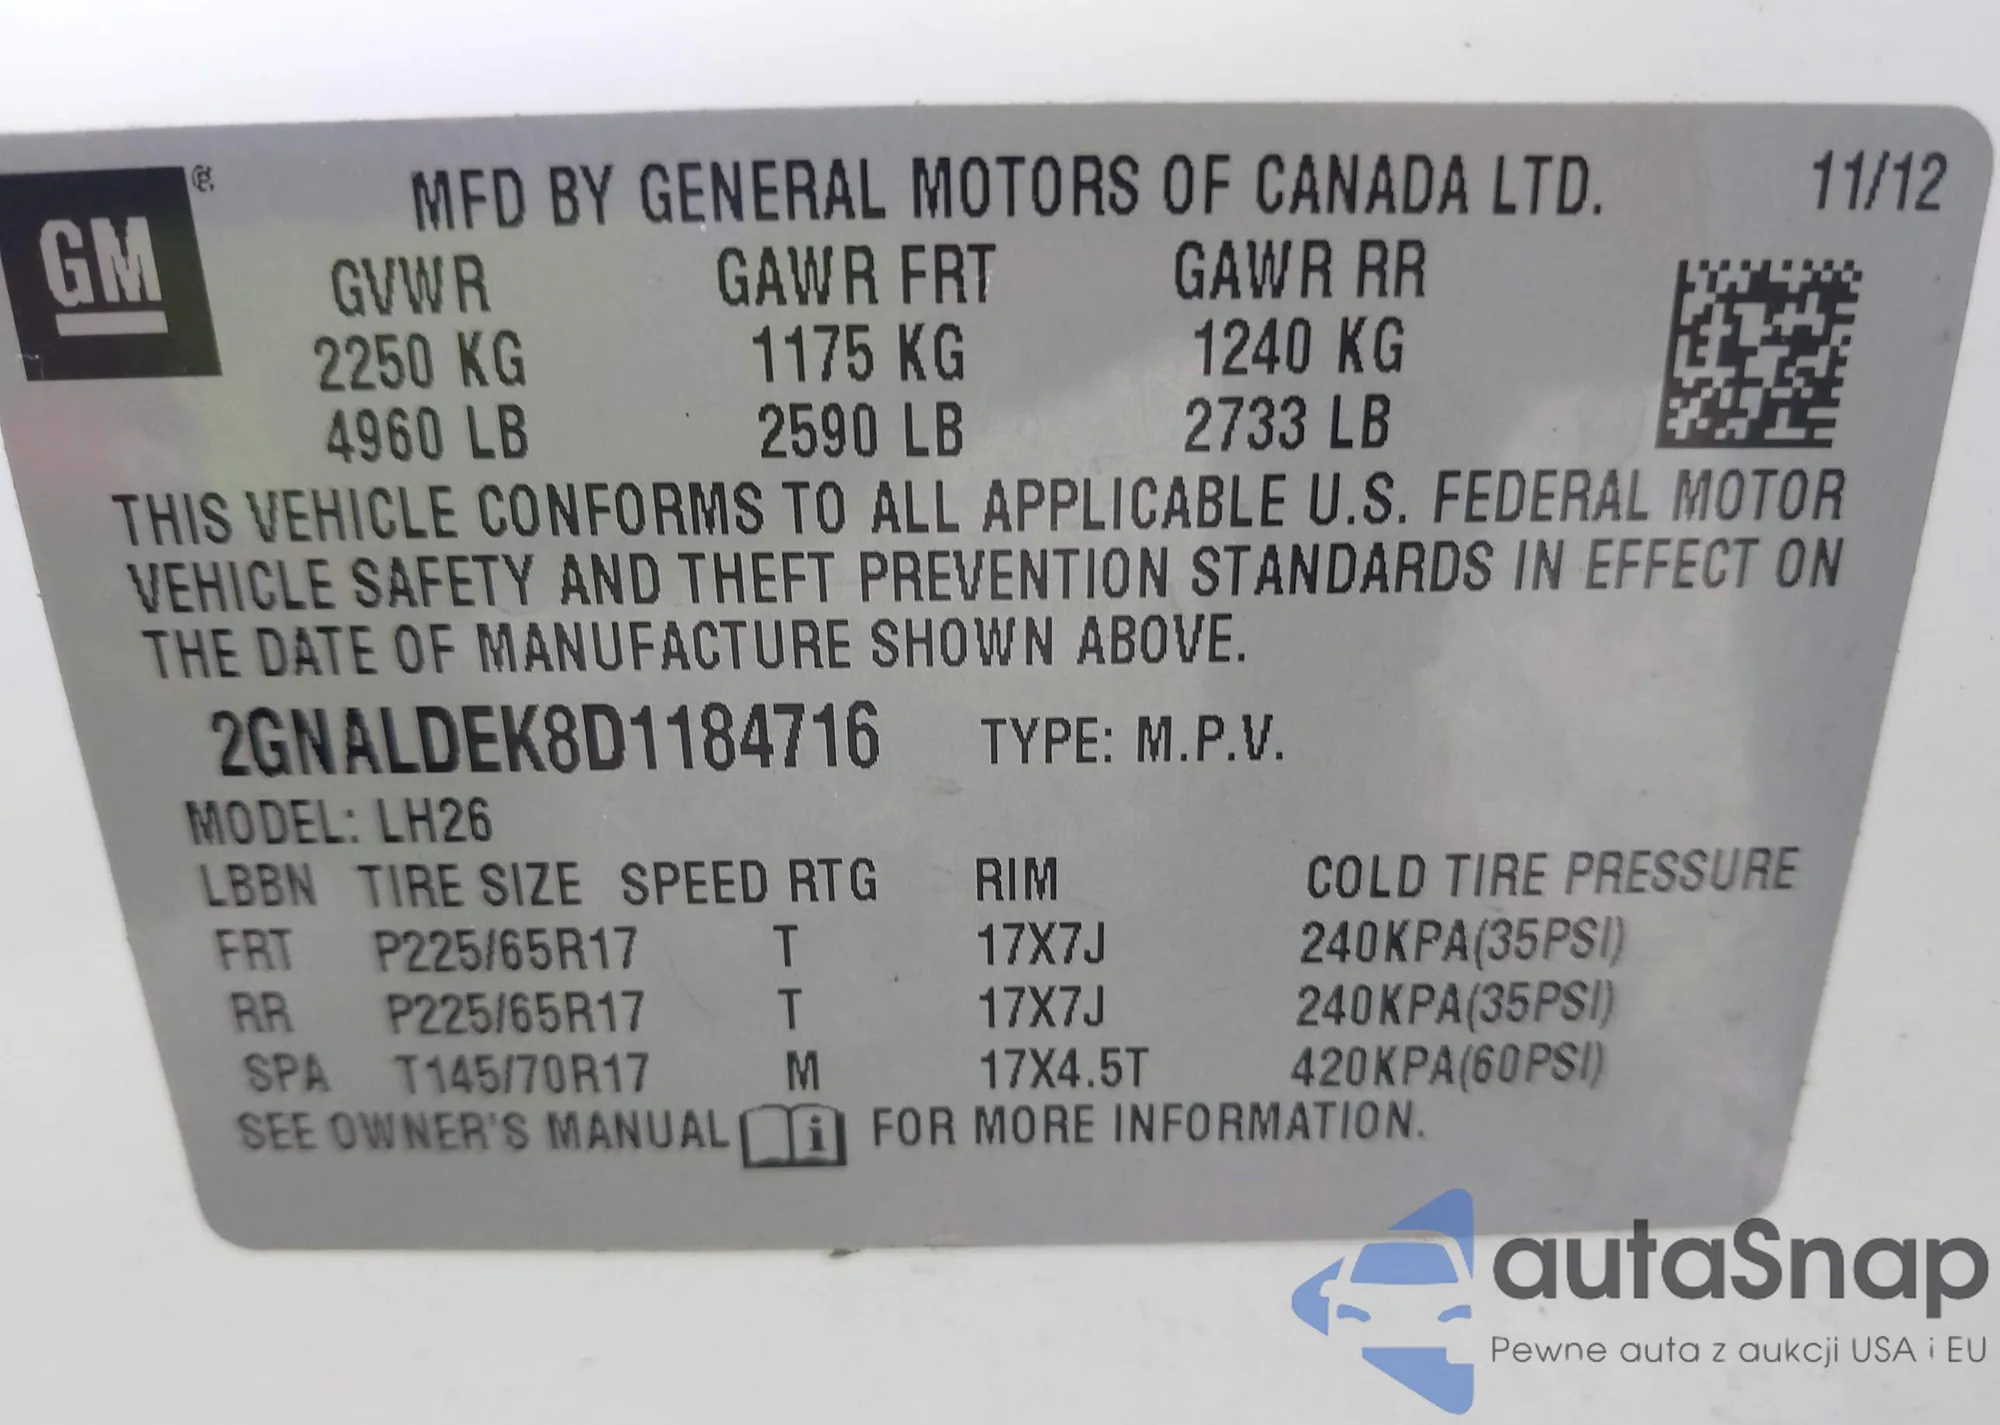 GM®
MFD BY GENERAL MOTORS OF CANADA LTD. 11/12
GVWR GAWR FRT GAWR RR
2250 KG 1175 KG 1240 KG
4960 LB 2590 LB 2733 LB
THIS VEHICLE CONFORMS TO ALL APPLICABLE U.S. FEDERAL MOTOR
VEHICLE SAFETY AND THEFT PREVENTION STANDARDS IN EFFECT ON
THE DATE OF MANUFACTURE SHOWN ABOVE.
2GNALDEK8D1184716 TYPE: M.P.V.
MODEL: LH26
LBBN TIRE SIZE SPEED RTG RIM COLD TIRE PRESSURE
FRT P225/65R17 T 17X7J 240KPA(35PSI)
RR P225/65R17 T 17X7J 240KPA(35PSI)
SPA T145/70R17 M 17X4.5T 420KPA(60PSI)
SEE OWNER'S MANUAL i FOR MORE INFORMATION.
autaSnap
Pewne auta z aukcji USA i EU